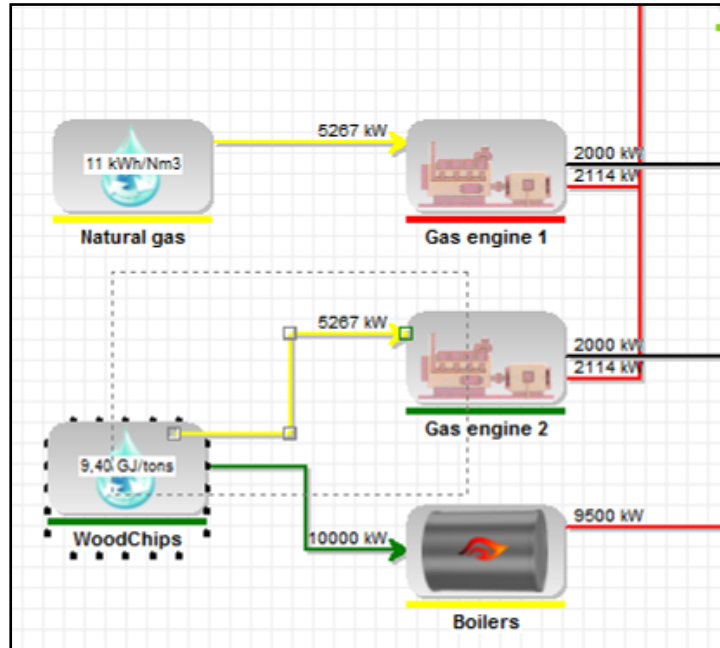 5267 kW
2000 kW
11 kWh/Nm3
2114 kW
Natural gas
Gas engine 1
5267 kW
2000 kW
2114 kW
Gas engine 2
9,40 GJ/tons
9500 kW
WoodChips
10000 kW
Boilers